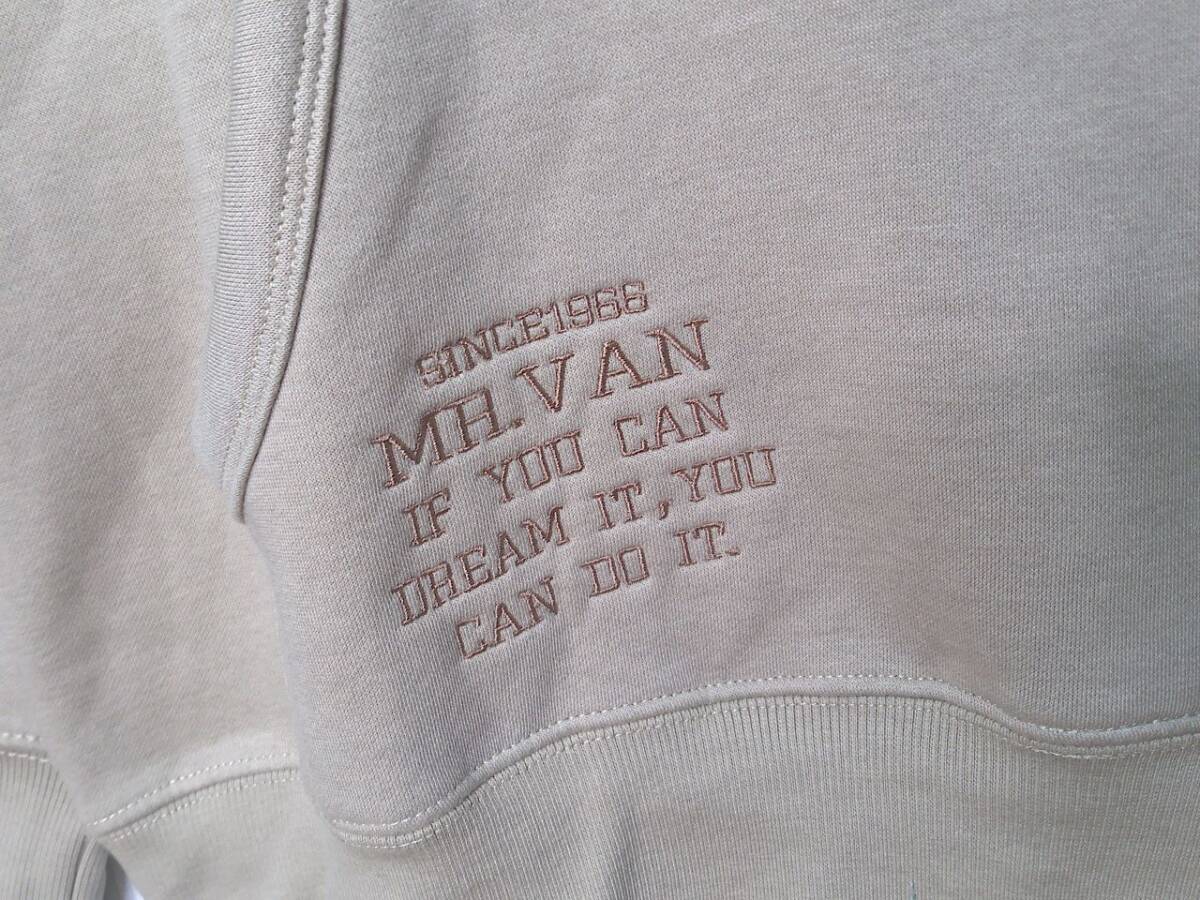 SINCE1966
MR.VAN
IF YOU CAN
DREAM IT,YOU
CAN DO IT.